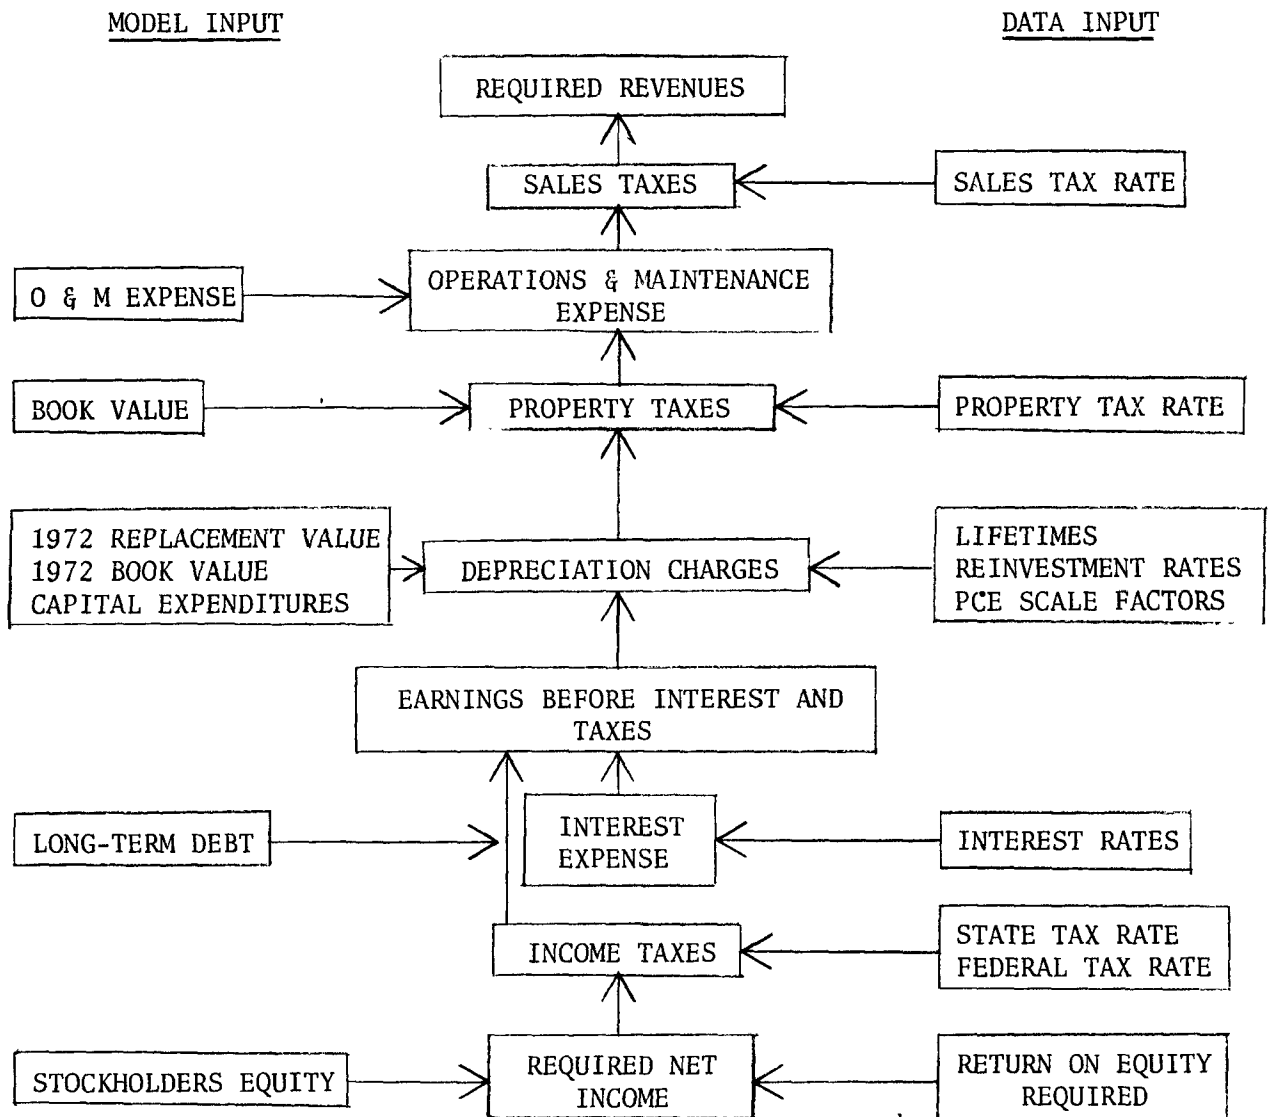 MODEL INPUT
DATA INPUT
REQUIRED REVENUES
SALES TAXES
SALES TAX RATE
O & M EXPENSE
OPERATIONS & MAINTENANCE
EXPENSE
BOOK VALUE
PROPERTY TAXES
PROPERTY TAX RATE
1972 REPLACEMENT VALUE
1972 BOOK VALUE
CAPITAL EXPENDITURES
DEPRECIATION CHARGES
LIFETIMES
REINVESTMENT RATES
PCE SCALE FACTORS
EARNINGS BEFORE INTEREST AND
TAXES
LONG-TERM DEBT
INTEREST
EXPENSE
INTEREST RATES
INCOME TAXES
STATE TAX RATE
FEDERAL TAX RATE
STOCKHOLDERS EQUITY
REQUIRED NET
INCOME
RETURN ON EQUITY
REQUIRED